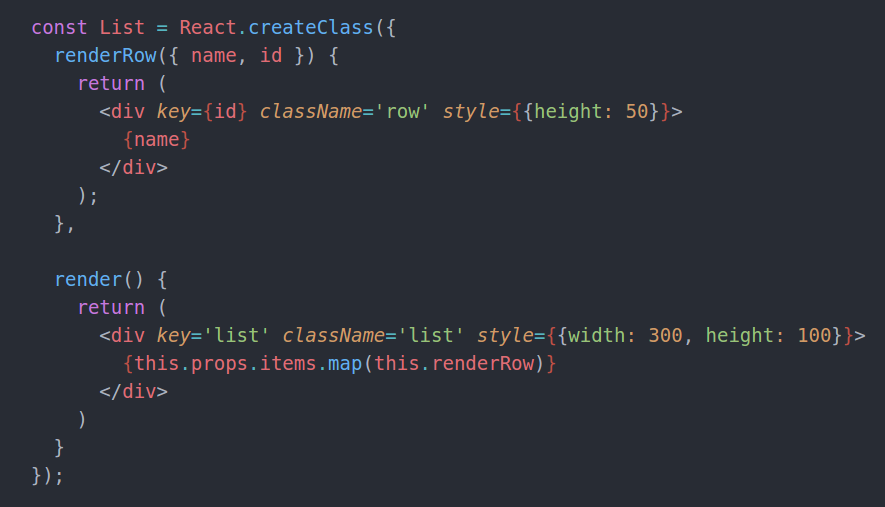 const List = React.createClass({
  renderRow({ name, id }) {
    return (
      <div key={id} className='row' style={{height: 50}}>
        {name}
      </div>
    );
  },

  render() {
    return (
      <div key='list' className='list' style={{width: 300, height: 100}}>
        {this.props.items.map(this.renderRow)}
      </div>
    )
  }
});